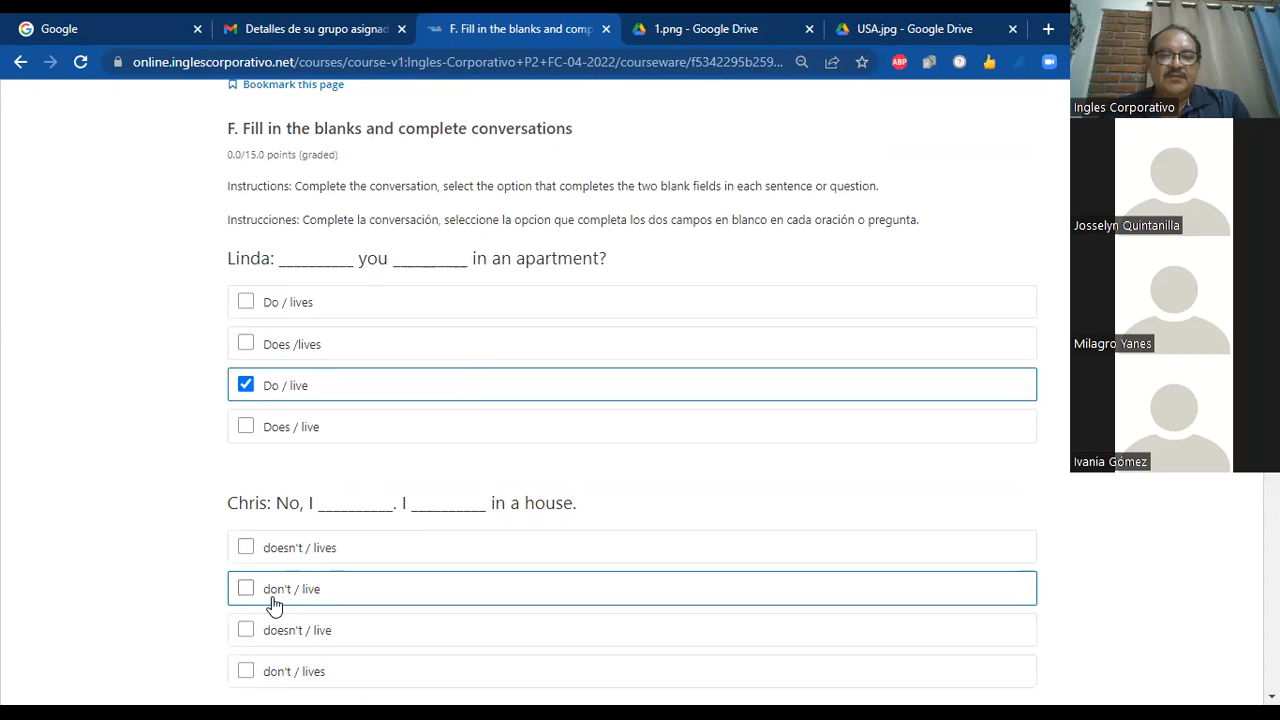 Google
Detalles de su grupo asignad
F. Fill in the blanks and comp
1.png - Google Drive
USA.jpg - Google Drive
online.inglescorporativo.net/courses/course-v1:Ingles-Corporativo+P2+FC-04-2022/courseware/f5342295b259...
ABP
Bookmark this page
F. Fill in the blanks and complete conversations
0.0/15.0 points (graded)
Instructions: Complete the conversation, select the option that completes the two blank fields in each sentence or question.
Instrucciones: Complete la conversación, seleccione la opcion que completa los dos campos en blanco en cada oración o pregunta.
Linda: __________ you __________ in an apartment?
Do / lives
Does /lives
Do / live
Does / live
Chris: No, I __________. I __________ in a house.
doesn't / lives
don't / live
doesn't / live
don't / lives
Ingles Corporativo
Josselyn Quintanilla
Milagro Yanes
Ivania Gómez